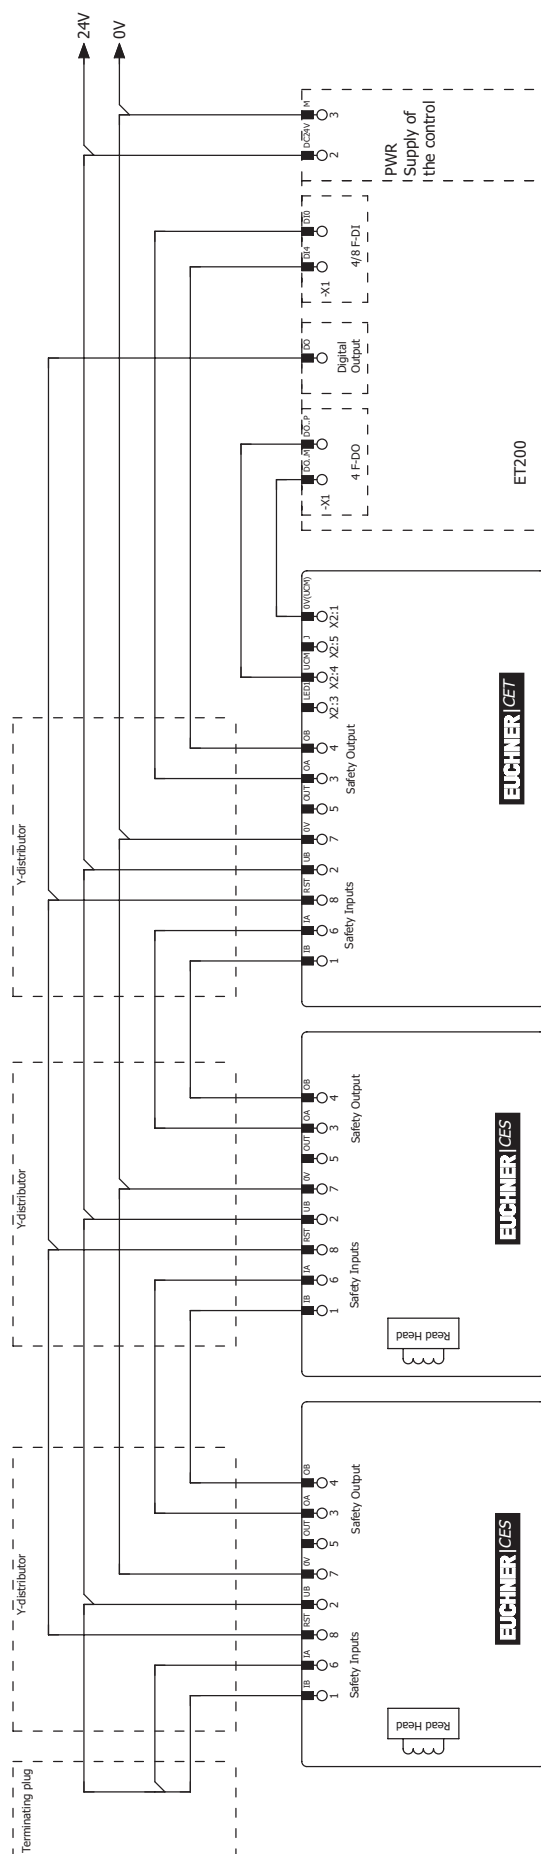 Terminating plug
Y-distributor
Y-distributor
Y-distributor
24V
0V
IB IA RST UB 0V OUT OA OB
1 6 8 2 7 5 3 4
Safety Inputs
Safety Output
Read Head
EUCHNER|CES
IB IA RST UB 0V OUT OA OB
1 6 8 2 7 5 3 4
Safety Inputs
Safety Output
Read Head
EUCHNER|CES
IB IA RST UB 0V OUT OA OB LED1 UCM J 0V(UCM)
1 6 8 2 7 5 3 4 X2:3 X2:4 X2:5 X2:1
Safety Inputs
Safety Output
EUCHNER|CET
DO..M DO..P
-X1
4 F-DO
DO
Digital
Output
DI4 DI0
-X1
4/8 F-DI
DC24V M
2 3
PWR
Supply of
the control
ET200